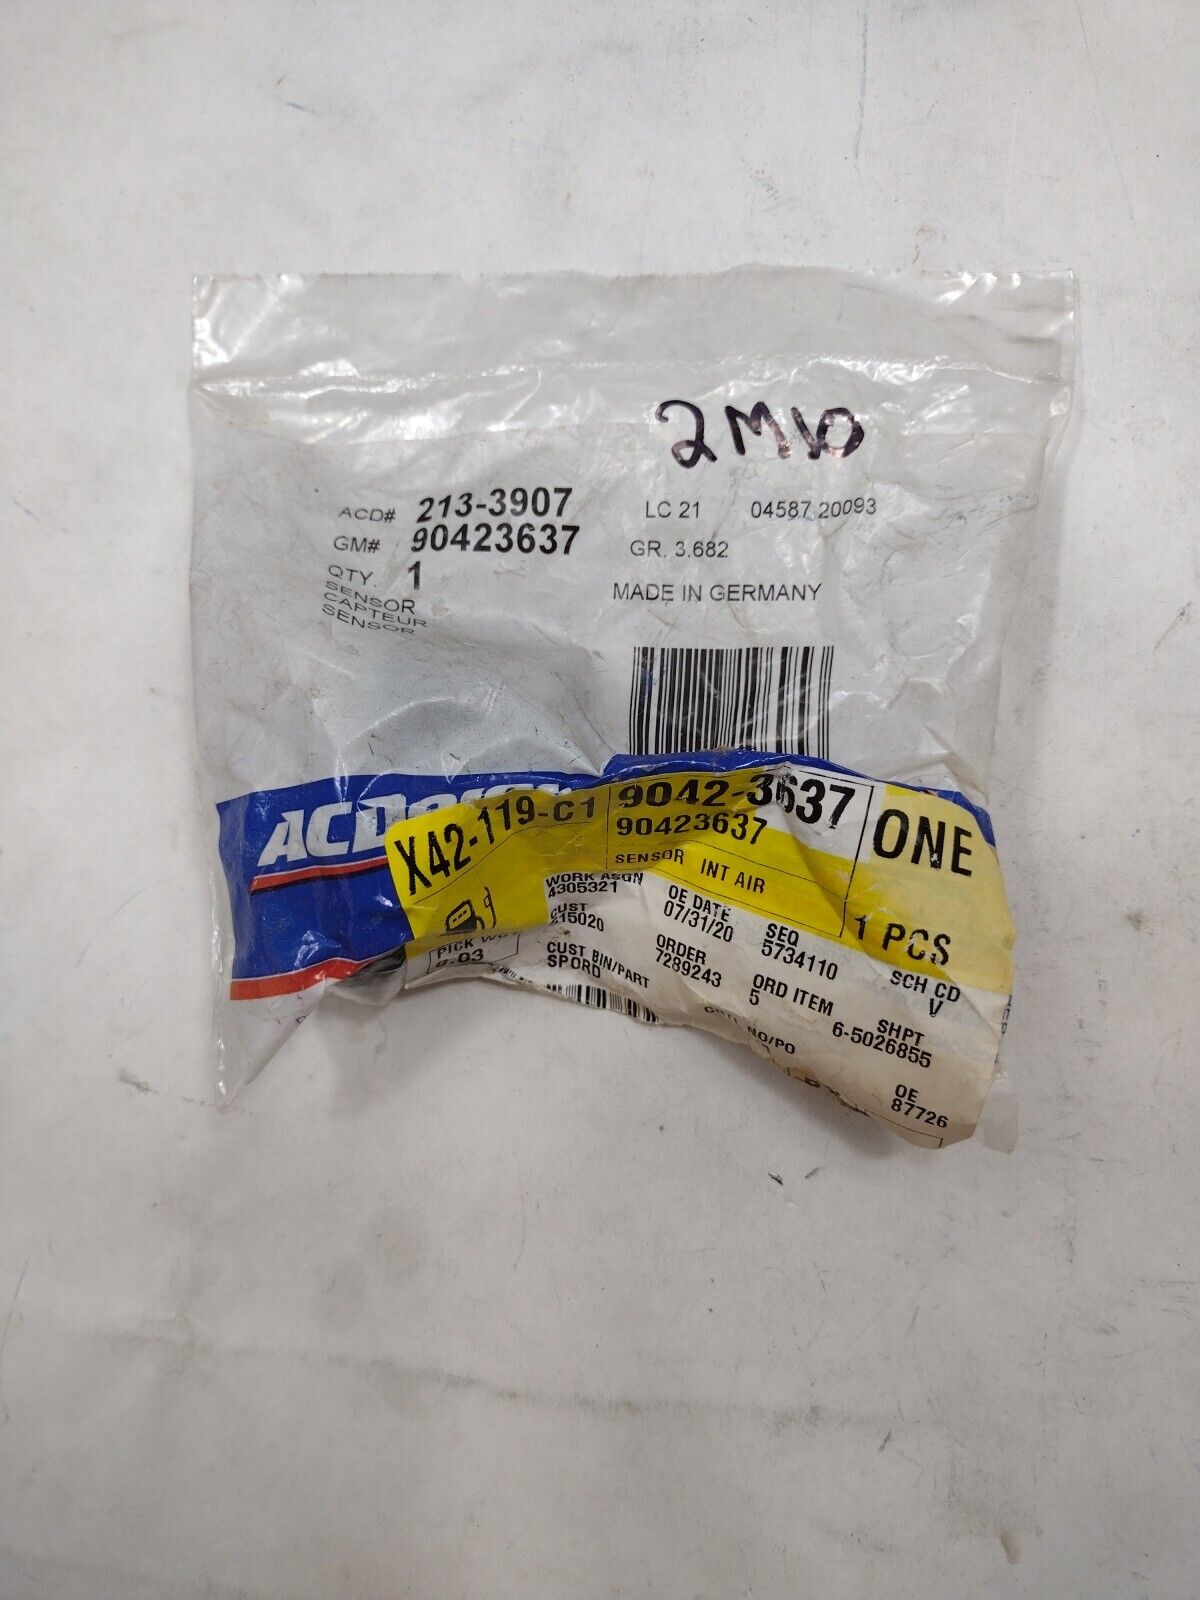 2M10
ACD# 213-3907
GM# 90423637
QTY. 1
SENSOR
CAPTEUR
SENSOR
LC 21 04587 20093
GR. 3.682
MADE IN GERMANY
X42-119-C1
9042-3637
90423637
SENSOR INT AIR
ONE
1 PCS
WORK ASGN
4305321
OE DATE
07/31/20
SEQ
5734110
SCH CD
V
CUST
15020
ORDER
7289243
ORD ITEM
5
SHPT
6-5026855
CUST BIN/PART
SPORD
NO/PO
OE
87726
PICK